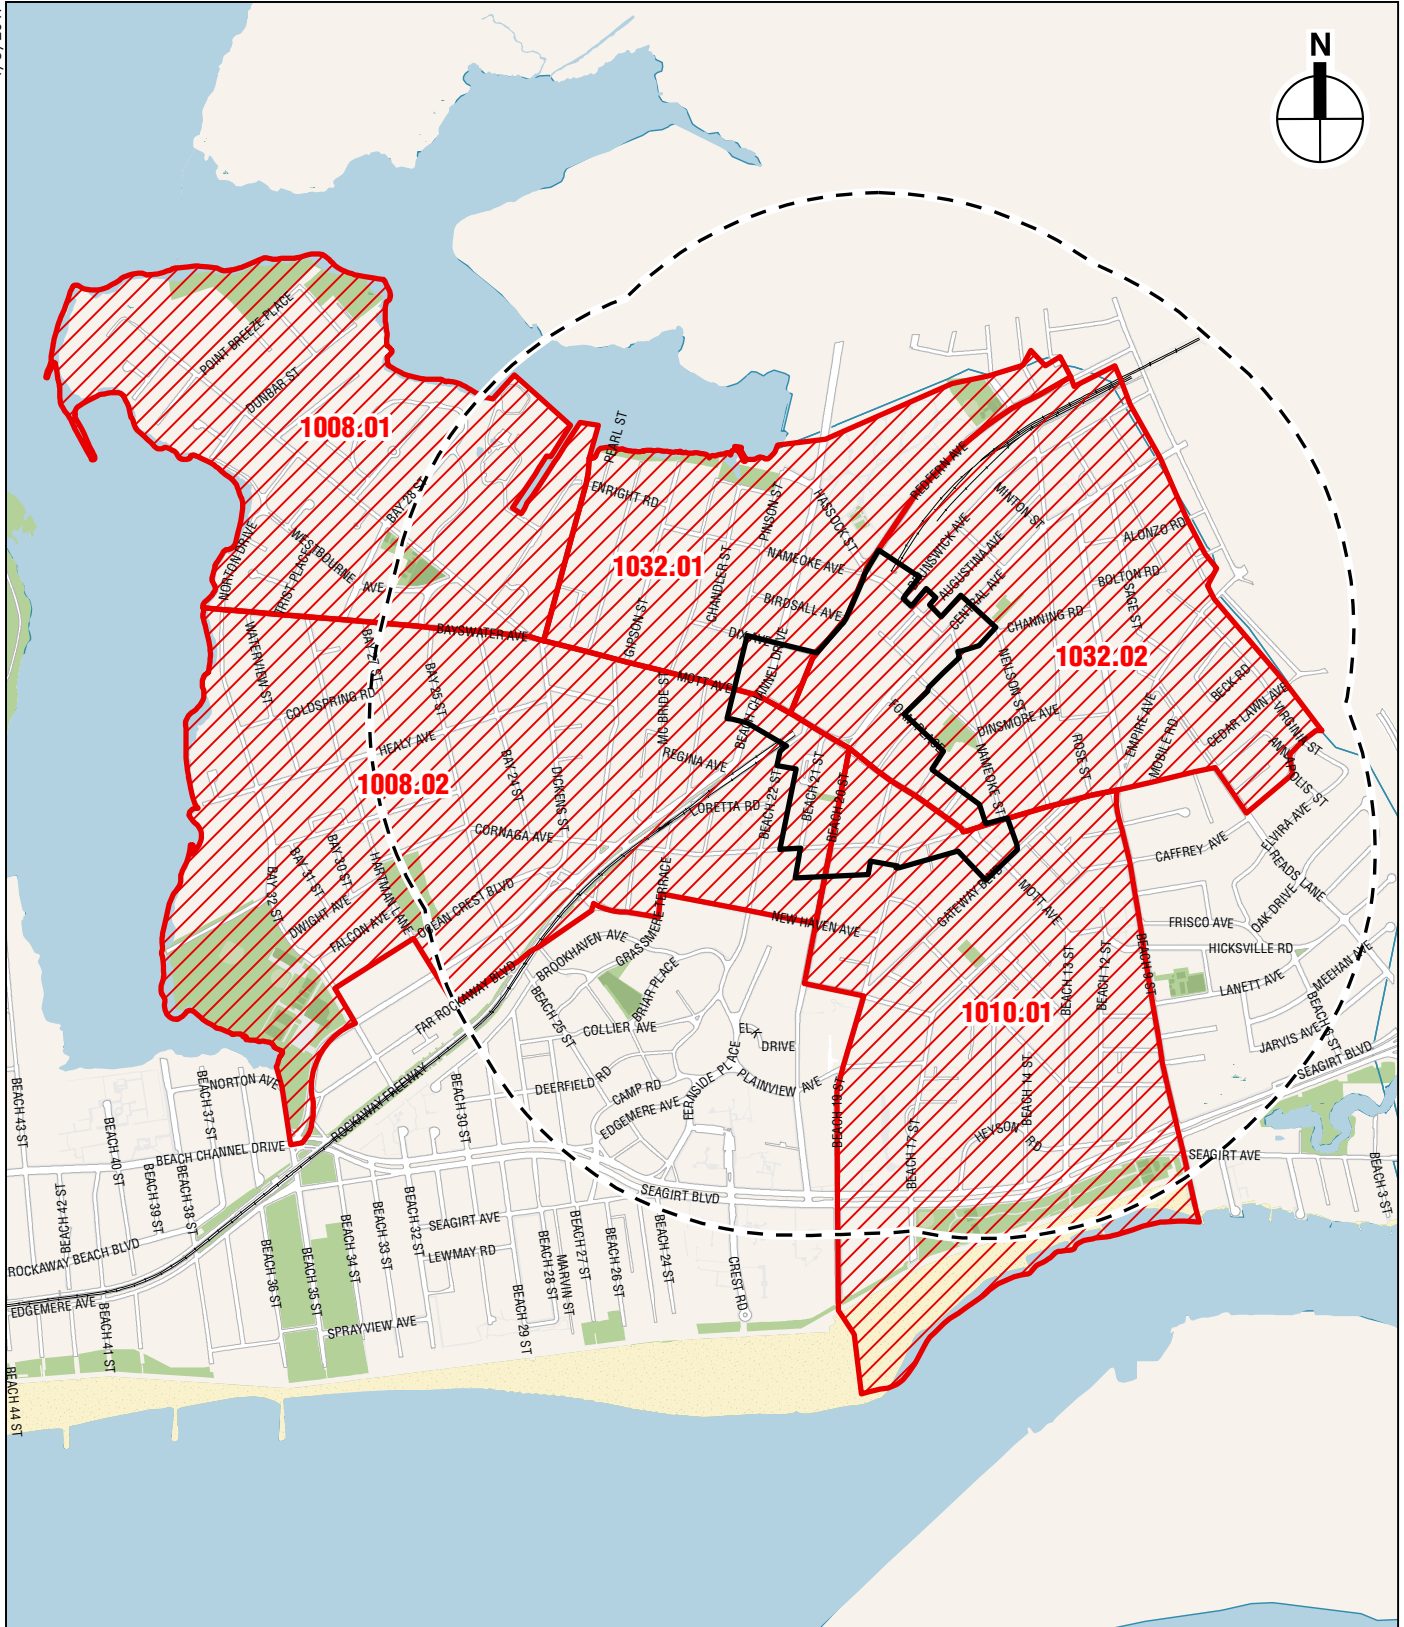 N
POINT BREEZE PLACE
DUNBAR ST
1008.01
PEARL ST
ENRIGHT RD
BAY 28 ST
REDFERN AVE
HASSOCK ST
PINSON ST
MINTON ST
ALONZO RD
NORTON DRIVE
TRIST PLACE
WESTBOURNE AVE
1032.01
CHANDLER ST
NAMEOKE AVE
AUGUSTINA AVE
CENTRAL AVE
BOLTON RD
SAGE ST
BIRDSALL AVE
CHANNING RD
GIPSON ST
DIX AVE
BAYSWATER AVE
WATERVIEW ST
BAY 27 ST
BAY 25 ST
COLDSPRING RD
MOTT AVE
MC BRIDE ST
BEACH CHANNEL DRIVE
NEILSON ST
1032.02
BECK RD
CEDAR LAWN AVE
VIRGINIA ST
ANNAPOLIS ST
DINSMORE AVE
EMPIRE AVE
MOBILE RD
ROSE ST
NAMEOKE ST
HEALY AVE
REGINA AVE
1008.02
BAY 24 ST
DICKENS ST
LORETTA RD
BEACH 22 ST
BEACH 21 ST
BEACH 20 ST
CORNAGA AVE
CAFFREY AVE
ELVIRA AVE
READS LANE
OAK DRIVE
BAY 32 ST
BAY 31 ST
BAY 30 ST
HARTMAN LANE
DWIGHT AVE
FALCON AVE
OCEAN CREST BLVD
GRASSMERE TERRACE
NEW HAVEN AVE
GATEWAY BLVD
MOTT AVE
FRISCO AVE
HICKSVILLE RD
LANETT AVE
MEEHAN AVE
BROOKHAVEN AVE
BRIAR PLACE
BEACH 13 ST
BEACH 12 ST
BEACH 9 ST
1010.01
FAR ROCKAWAY BLVD
BEACH 25 ST
COLLIER AVE
ELK DRIVE
PLAINVIEW AVE
JARVIS AVE
SEAGIRT BLVD
ROCKAWAY FREEWAY
DEERFIELD RD
CAMP RD
EDGEMERE AVE
FERNSIDE PLACE
BEACH 17 ST
BEACH 14 ST
HEYSON RD
SEAGIRT AVE
BEACH 3 ST
BEACH 43 ST
NORTON AVE
BEACH 37 ST
BEACH 30 ST
BEACH CHANNEL DRIVE
BEACH 40 ST
BEACH 39 ST
BEACH 38 ST
BEACH 42 ST
SEAGIRT BLVD
SEAGIRT AVE
LEWMAY RD
ROCKAWAY BEACH BLVD
EDGEMERE AVE
BEACH 41 ST
BEACH 36 ST
BEACH 35 ST
BEACH 34 ST
BEACH 33 ST
BEACH 32 ST
SPRAYVIEW AVE
BEACH 29 ST
BEACH 28 ST
MARVIN ST
BEACH 27 ST
BEACH 26 ST
BEACH 24 ST
CREST RD
BEACH 44 ST